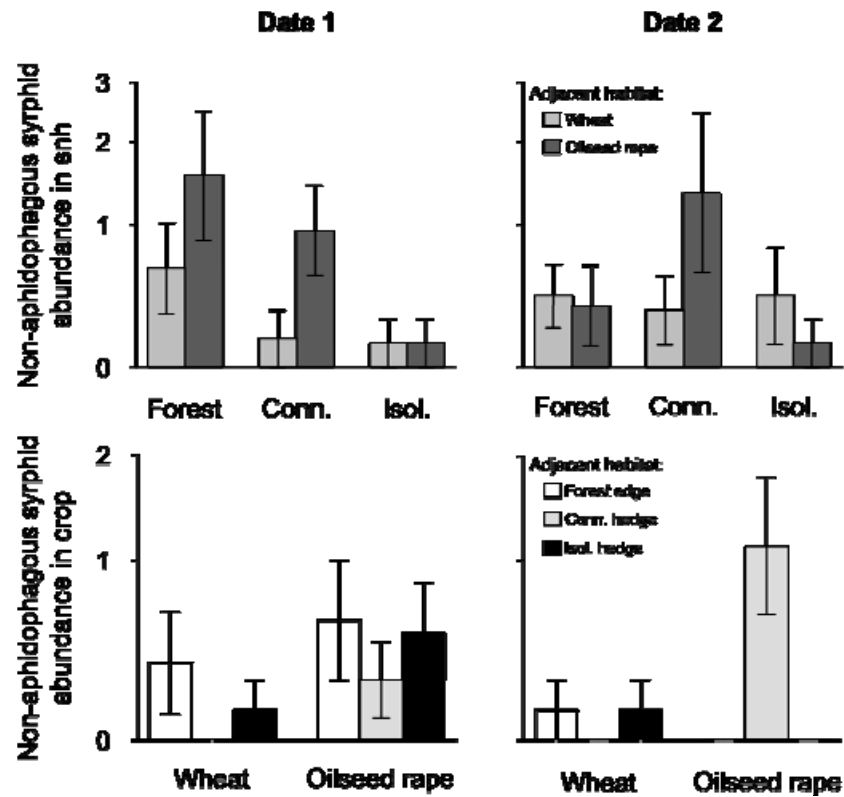 Date 1
Date 2
Non-aphidophagous syrphid
abundance in snh
3
2
1
0
Adjacent habitat:
Wheat
Oilseed rape
Forest
Conn.
Isol.
Forest
Conn.
Isol.
Non-aphidophagous syrphid
abundance in crop
2
1
0
Adjacent habitat:
Forest edge
Conn. hedge
Isol. hedge
Wheat
Oilseed rape
Wheat
Oilseed rape